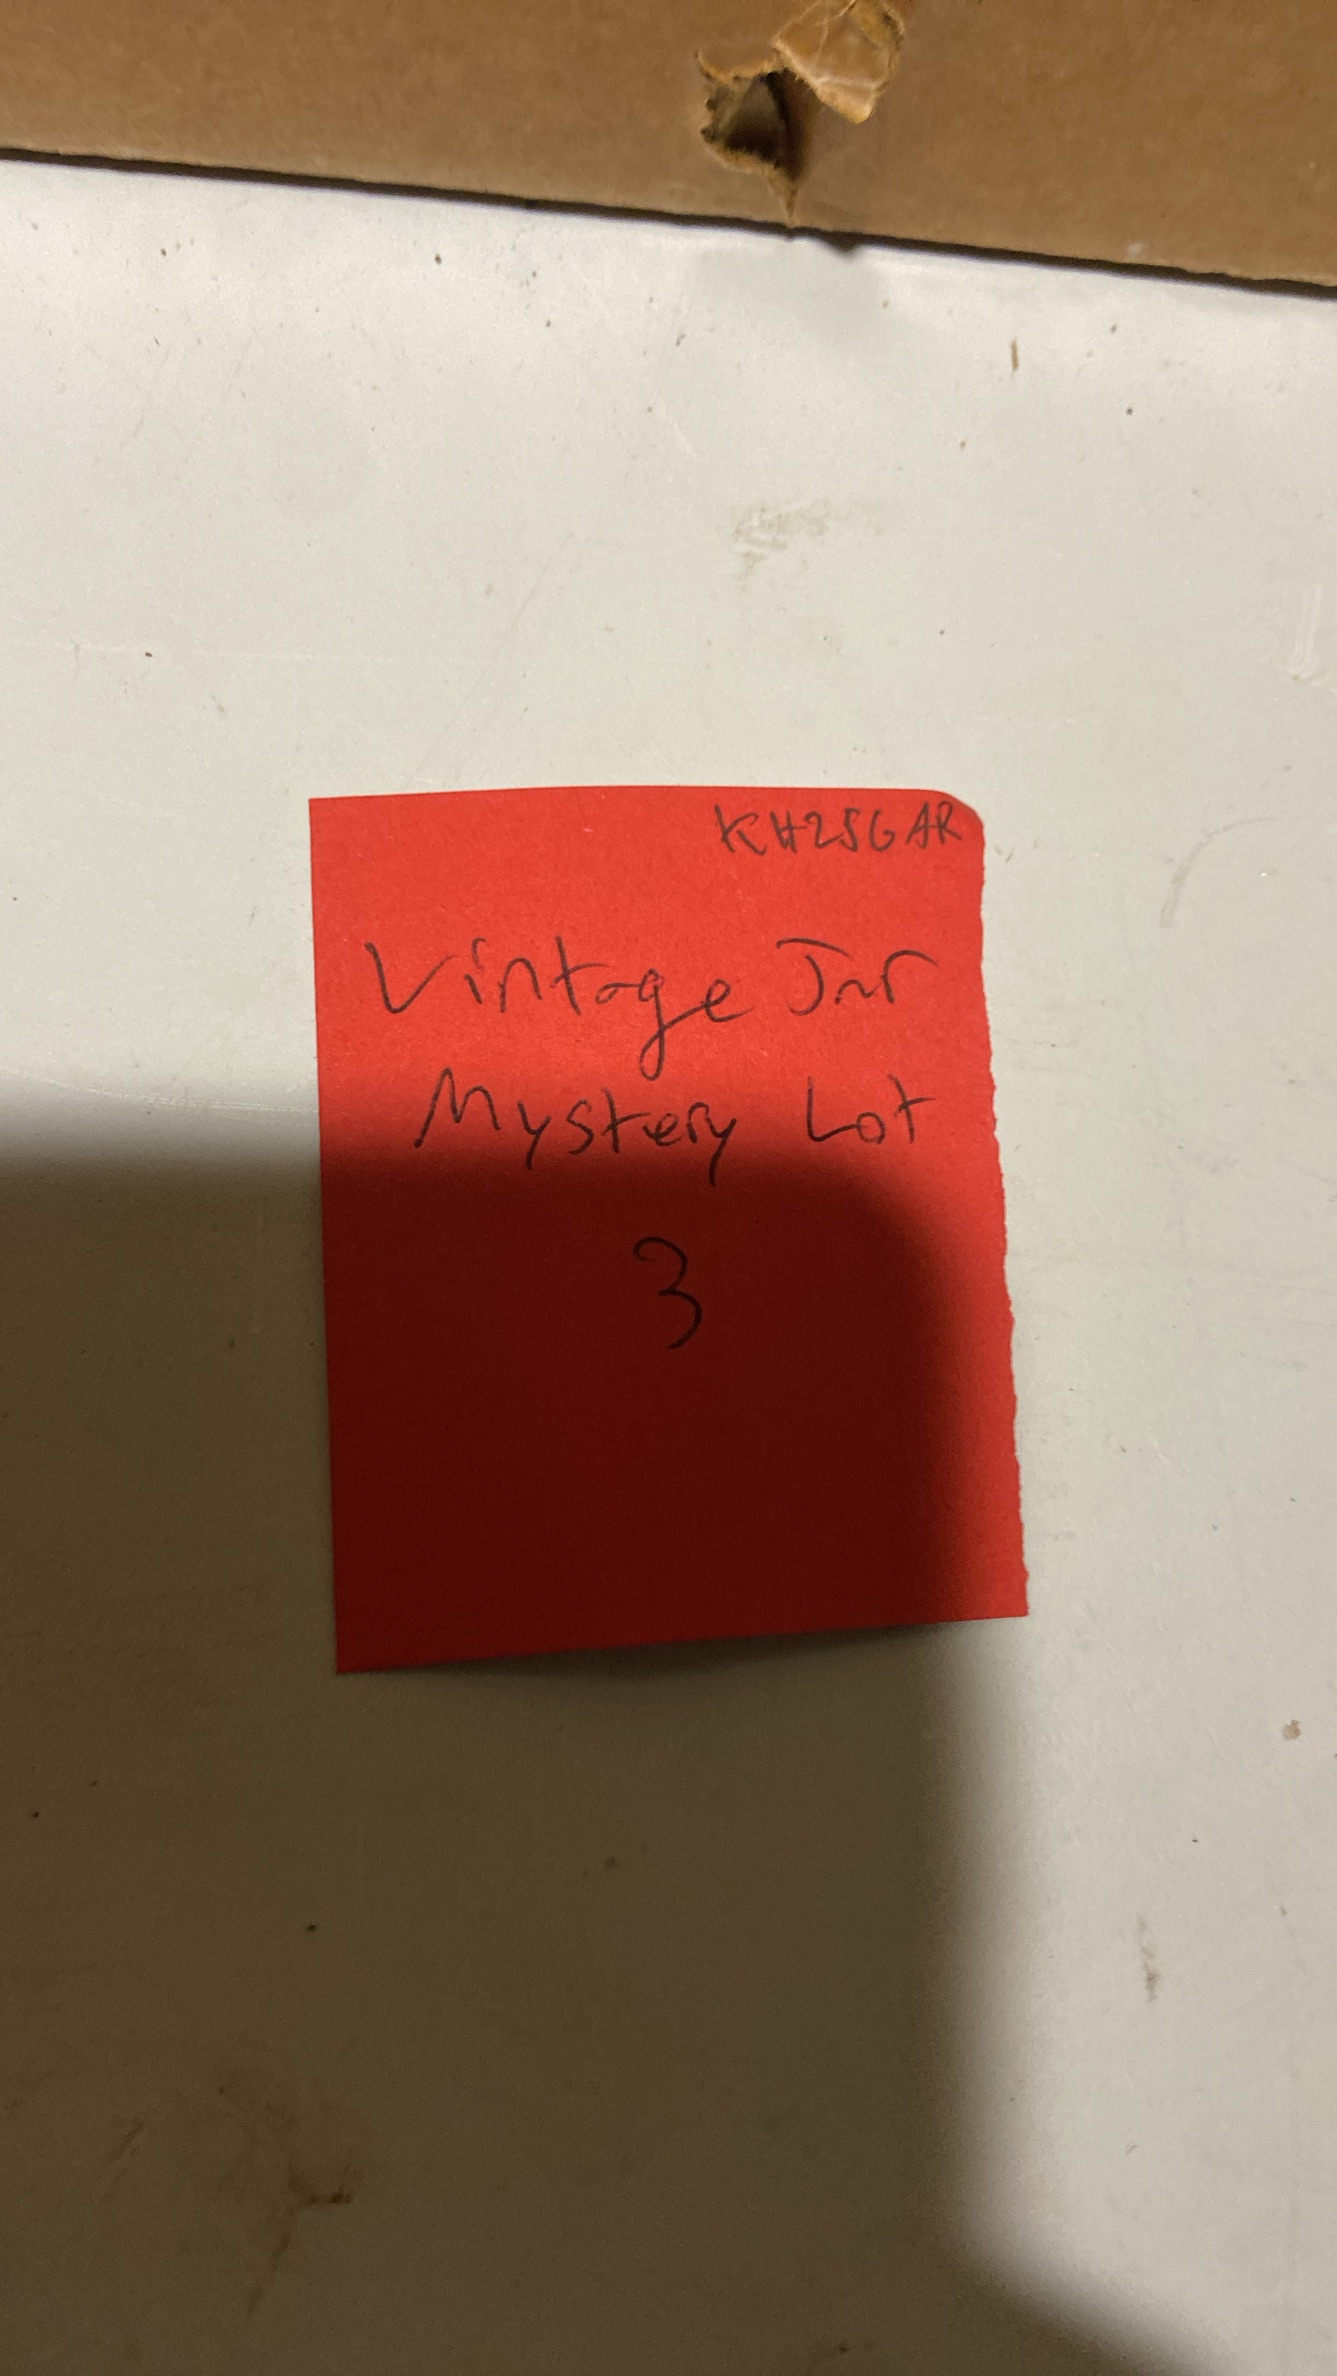 KH25GAR
Vintage Jar
Mystery Lot
3